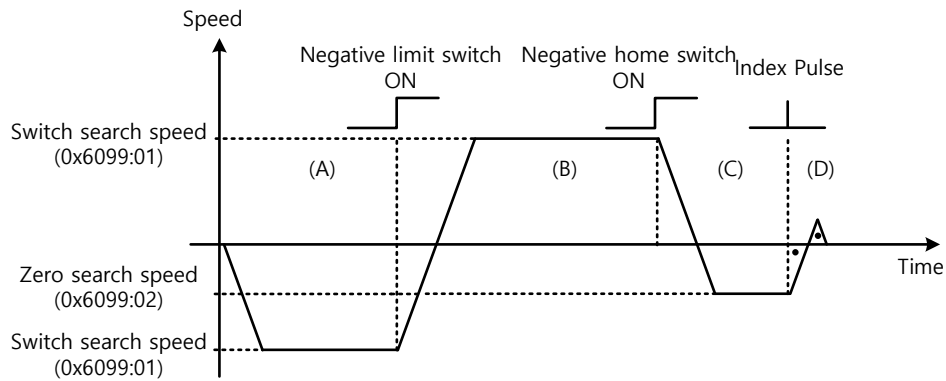 Speed
Negative limit switch
ON
Negative home switch
ON
Index Pulse
Switch search speed
(0x6099:01)
(A)
(B)
(C)
(D)
Time
Zero search speed
(0x6099:02)
Switch search speed
(0x6099:01)